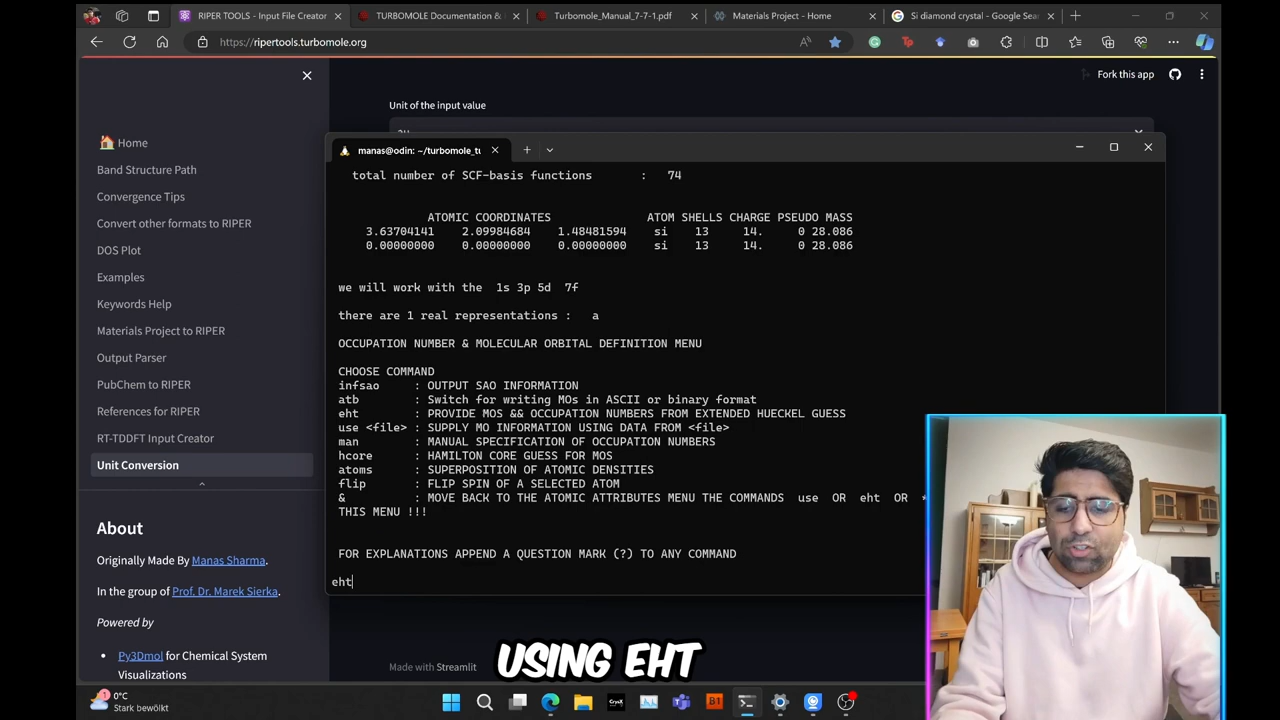 RIPER TOOLS - Input File Creator
TURBOMOLE Documentation &
Turbomole_Manual_7-7-1.pdf
Materials Project - Home
Si diamond crystal - Google Sea
https://ripertools.turbomole.org
Fork this app
Home
Band Structure Path
Convergence Tips
Convert other formats to RIPER
DOS Plot
Examples
Keywords Help
Materials Project to RIPER
Output Parser
PubChem to RIPER
References for RIPER
RT-TDDFT Input Creator
Unit Conversion
About
Originally Made By Manas Sharma.
In the group of Prof. Dr. Marek Sierka.
Powered by
Py3Dmol for Chemical System
Visualizations
Unit of the input value
manas@odin: ~/turbomole_tu
total number of SCF-basis functions : 74
ATOMIC COORDINATES ATOM SHELLS CHARGE PSEUDO MASS
3.63704141 2.09984684 1.48481594 si 13 14. 0 28.086
0.00000000 0.00000000 0.00000000 si 13 14. 0 28.086
we will work with the 1s 3p 5d 7f
there are 1 real representations : a
OCCUPATION NUMBER & MOLECULAR ORBITAL DEFINITION MENU
CHOOSE COMMAND
infsao : OUTPUT SAO INFORMATION
atb : Switch for writing MOs in ASCII or binary format
eht : PROVIDE MOS && OCCUPATION NUMBERS FROM EXTENDED HUECKEL GUESS
use <file> : SUPPLY MO INFORMATION USING DATA FROM <file>
man : MANUAL SPECIFICATION OF OCCUPATION NUMBERS
hcore : HAMILTON CORE GUESS FOR MOS
atoms : SUPERPOSITION OF ATOMIC DENSITIES
flip : FLIP SPIN OF A SELECTED ATOM
& : MOVE BACK TO THE ATOMIC ATTRIBUTES MENU THE COMMANDS use OR eht OR *
THIS MENU !!!
FOR EXPLANATIONS APPEND A QUESTION MARK (?) TO ANY COMMAND
eht
USING EHT
Made with Streamlit
0°C
Stark bewölkt